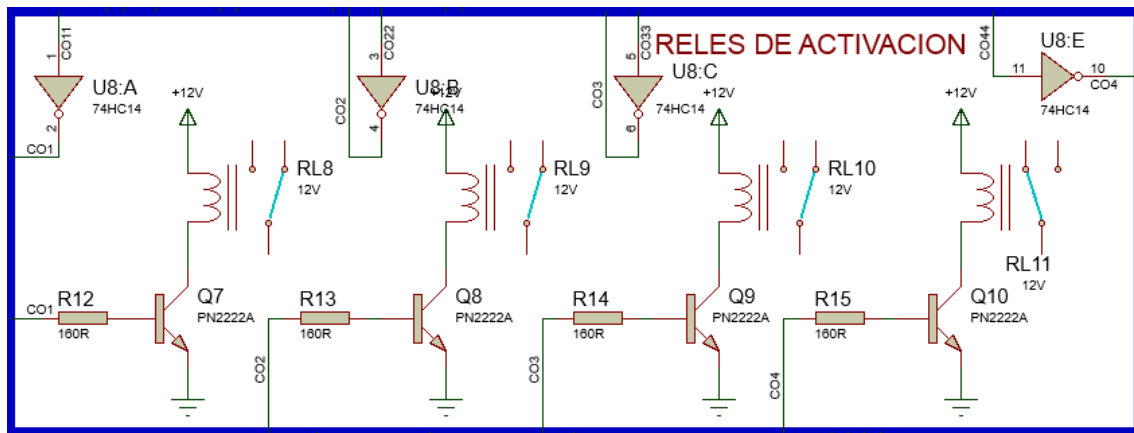 RELES DE ACTIVACION
CO11
1
U8:A
74HC14
2
CO1
CO22
3
U8:B
74HC14
4
CO2
CO33
5
U8:C
74HC14
6
CO3
CO44
U8:E
11
10
CO4
74HC14
+12V
RL8
12V
+12V
RL9
12V
+12V
RL10
12V
+12V
RL11
12V
CO1
R12
160R
Q7
PN2222A
CO2
R13
160R
Q8
PN2222A
CO3
R14
160R
Q9
PN2222A
CO4
R15
160R
Q10
PN2222A